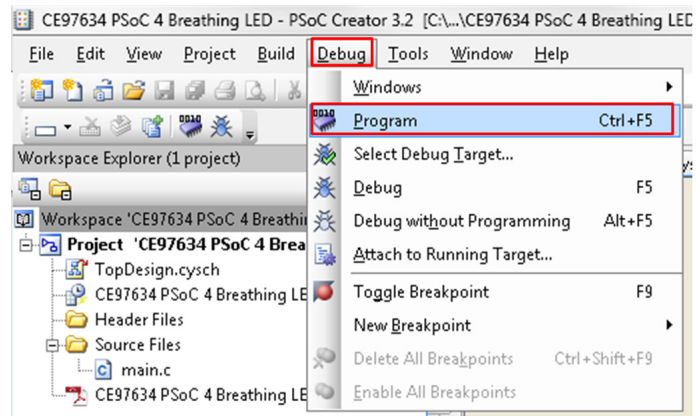 CE97634 PSoC 4 Breathing LED - PSoC Creator 3.2 [C:\...\CE97634 PSoC 4 Breathing LED
File Edit View Project Build Debug Tools Window Help
Windows
Program Ctrl+F5
Select Debug Target...
Debug F5
Debug without Programming Alt+F5
Attach to Running Target...
Toggle Breakpoint F9
New Breakpoint
Delete All Breakpoints Ctrl+Shift+F9
Enable All Breakpoints
Workspace Explorer (1 project)
Workspace 'CE97634 PSoC 4 Breathi
Project 'CE97634 PSoC 4 Brea
TopDesign.cysch
CE97634 PSoC 4 Breathing LE
Header Files
Source Files
main.c
CE97634 PSoC 4 Breathing LE